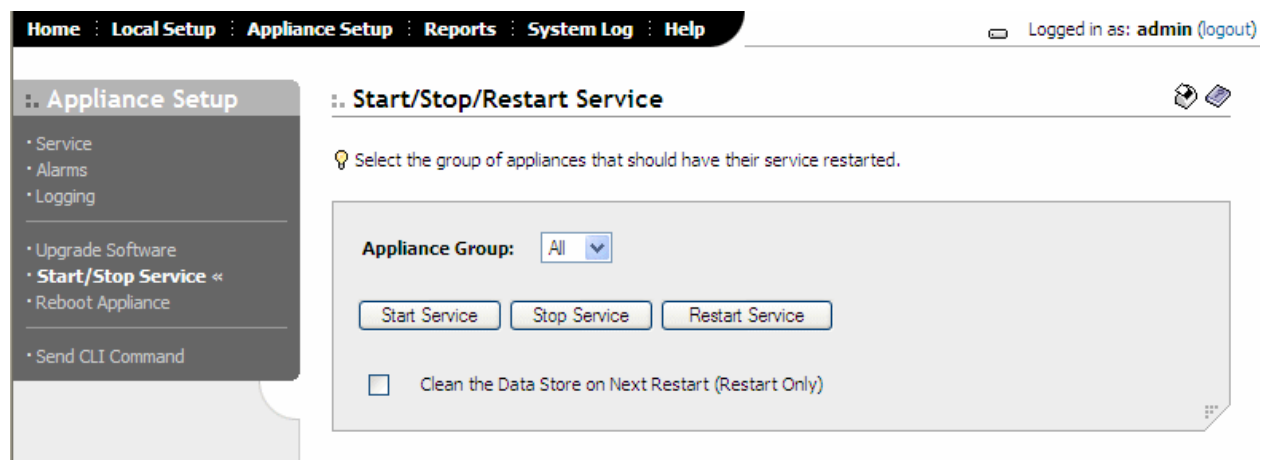 Home Local Setup Appliance Setup Reports System Log Help
Logged in as: admin (logout)
:. Appliance Setup
· Service
· Alarms
· Logging
· Upgrade Software
· Start/Stop Service «
· Reboot Appliance
· Send CLI Command
:. Start/Stop/Restart Service
Select the group of appliances that should have their service restarted.
Appliance Group: All
Start Service Stop Service Restart Service
Clean the Data Store on Next Restart (Restart Only)